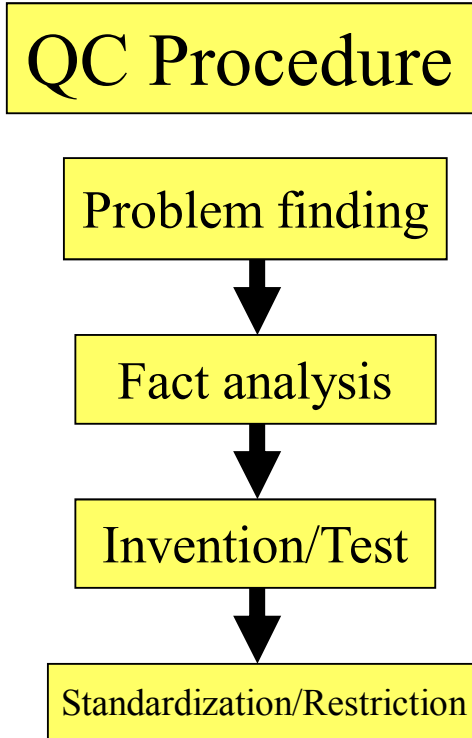 QC Procedure
Problem finding
Fact analysis
Invention/Test
Standardization/Restriction